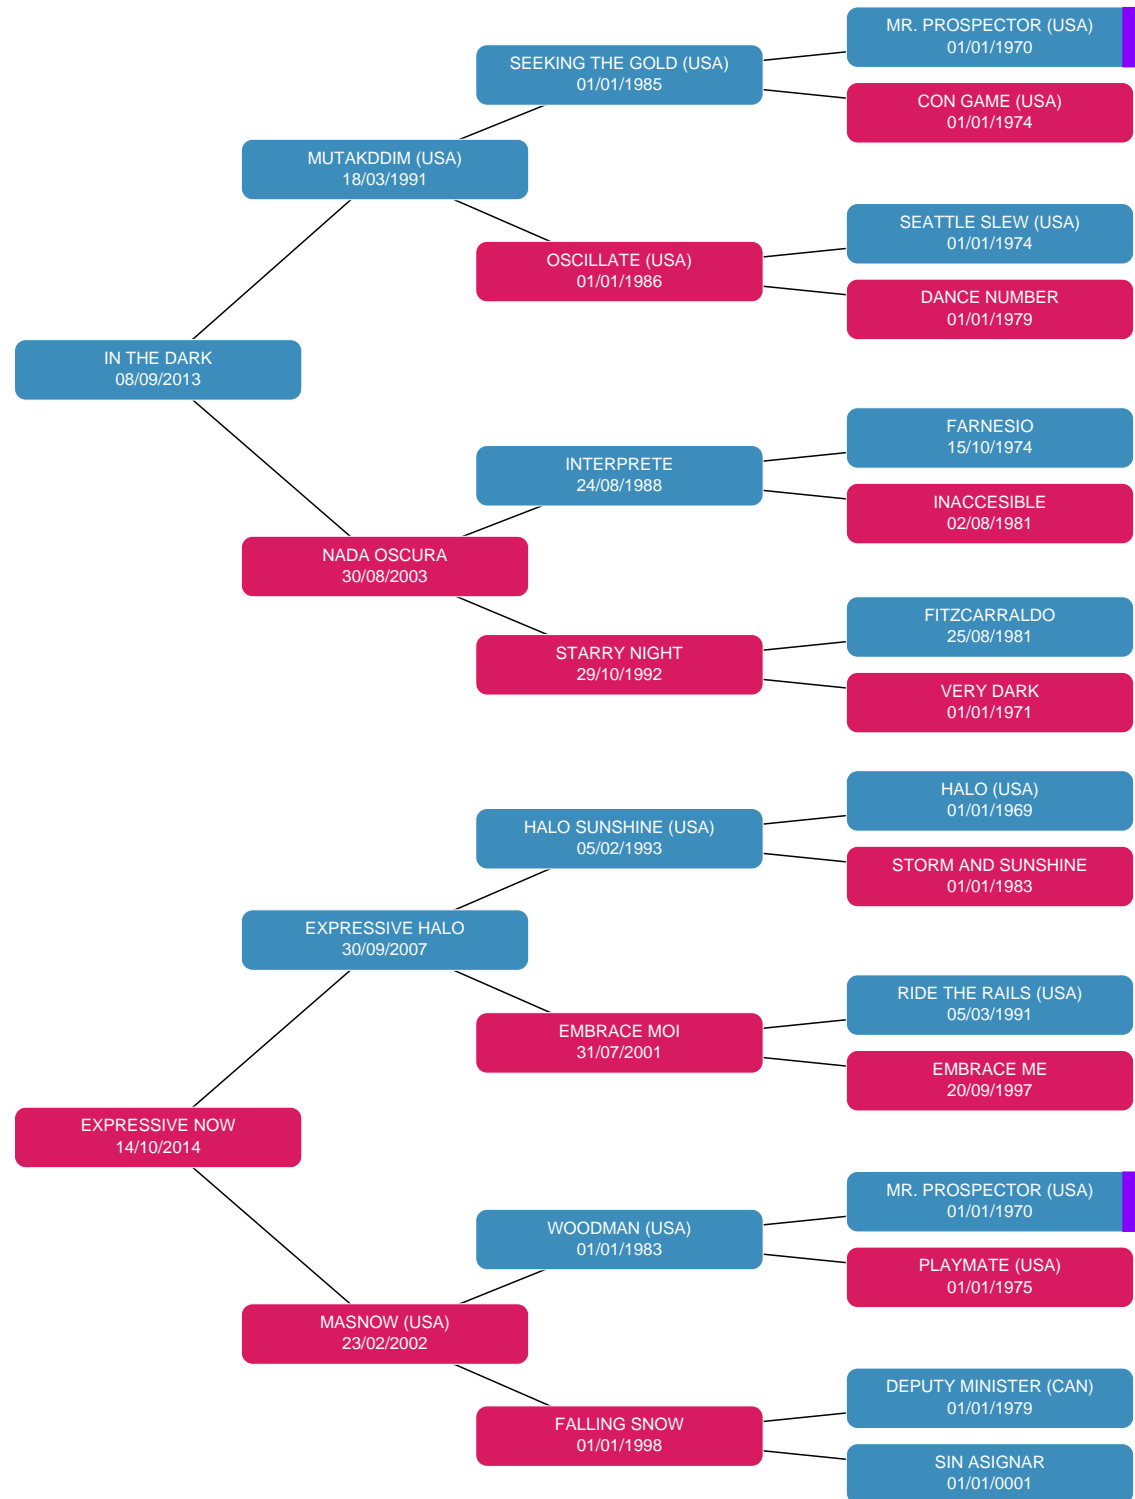 MR. PROSPECTOR (USA)
01/01/1970
SEEKING THE GOLD (USA)
01/01/1985
CON GAME (USA)
01/01/1974
MUTAKDDIM (USA)
18/03/1991
SEATTLE SLEW (USA)
01/01/1974
OSCILLATE (USA)
01/01/1986
DANCE NUMBER
01/01/1979
IN THE DARK
08/09/2013
FARNESIO
15/10/1974
INTERPRETE
24/08/1988
INACCESIBLE
02/08/1981
NADA OSCURA
30/08/2003
FITZCARRALDO
25/08/1981
STARRY NIGHT
29/10/1992
VERY DARK
01/01/1971
HALO (USA)
01/01/1969
HALO SUNSHINE (USA)
05/02/1993
STORM AND SUNSHINE
01/01/1983
EXPRESSIVE HALO
30/09/2007
RIDE THE RAILS (USA)
05/03/1991
EMBRACE MOI
31/07/2001
EMBRACE ME
20/09/1997
EXPRESSIVE NOW
14/10/2014
MR. PROSPECTOR (USA)
01/01/1970
WOODMAN (USA)
01/01/1983
PLAYMATE (USA)
01/01/1975
MASNOW (USA)
23/02/2002
DEPUTY MINISTER (CAN)
01/01/1979
FALLING SNOW
01/01/1998
SIN ASIGNAR
01/01/0001